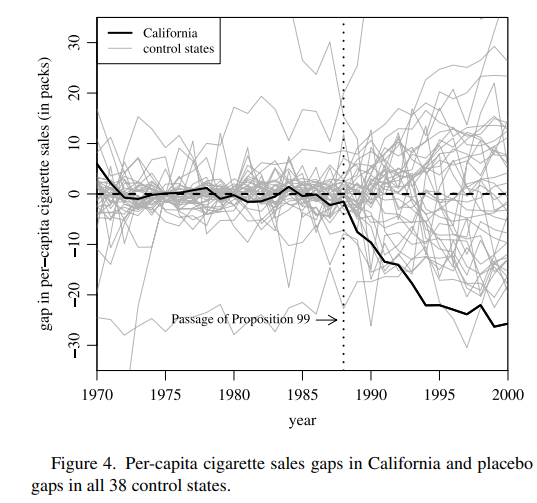 California
control states
gap in per-capita cigarette sales (in packs)
30
20
10
0
−10
−20
−30
Passage of Proposition 99
1970 1975 1980 1985 1990 1995 2000
year
Figure 4. Per-capita cigarette sales gaps in California and placebo
gaps in all 38 control states.